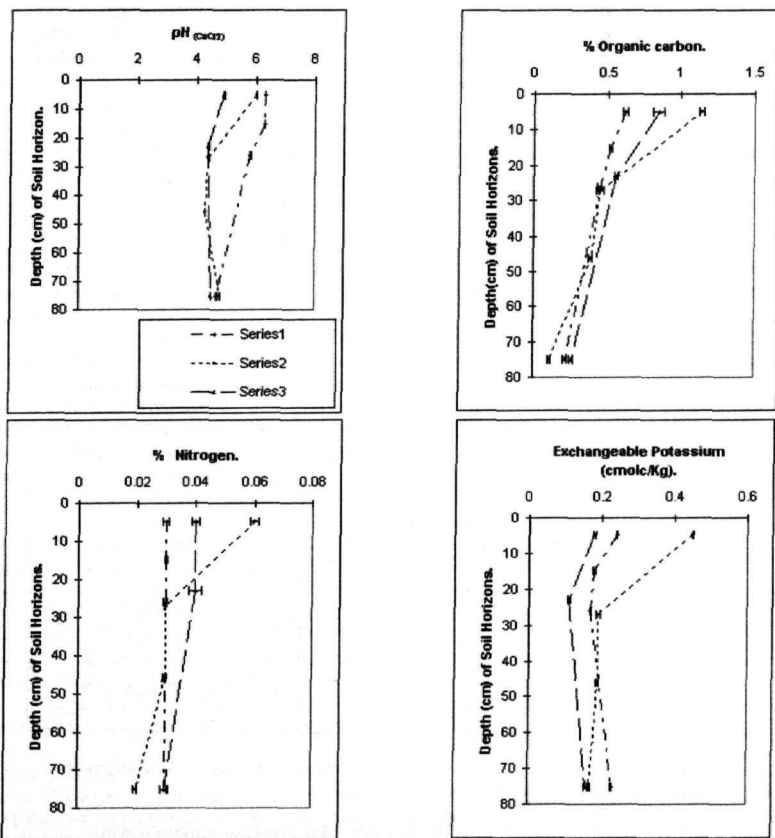 pH (CaCl2)
0 2 4 6 8
0
10
20
30
40
50
60
70
80
Depth (cm) of Soil Horizon.
Series1
Series2
Series3
% Organic carbon.
0 0.5 1 1.5
0
10
20
30
40
50
60
70
80
Depth(cm) of Soil Horizons.
% Nitrogen.
0 0.02 0.04 0.06 0.08
0
10
20
30
40
50
60
70
80
Depth (cm) of Soil Horizons.
Exchangeable Potassium
(cmolc/Kg).
0 0.2 0.4 0.6
0
10
20
30
40
50
60
70
80
Depth (cm) of Soil Horizons.